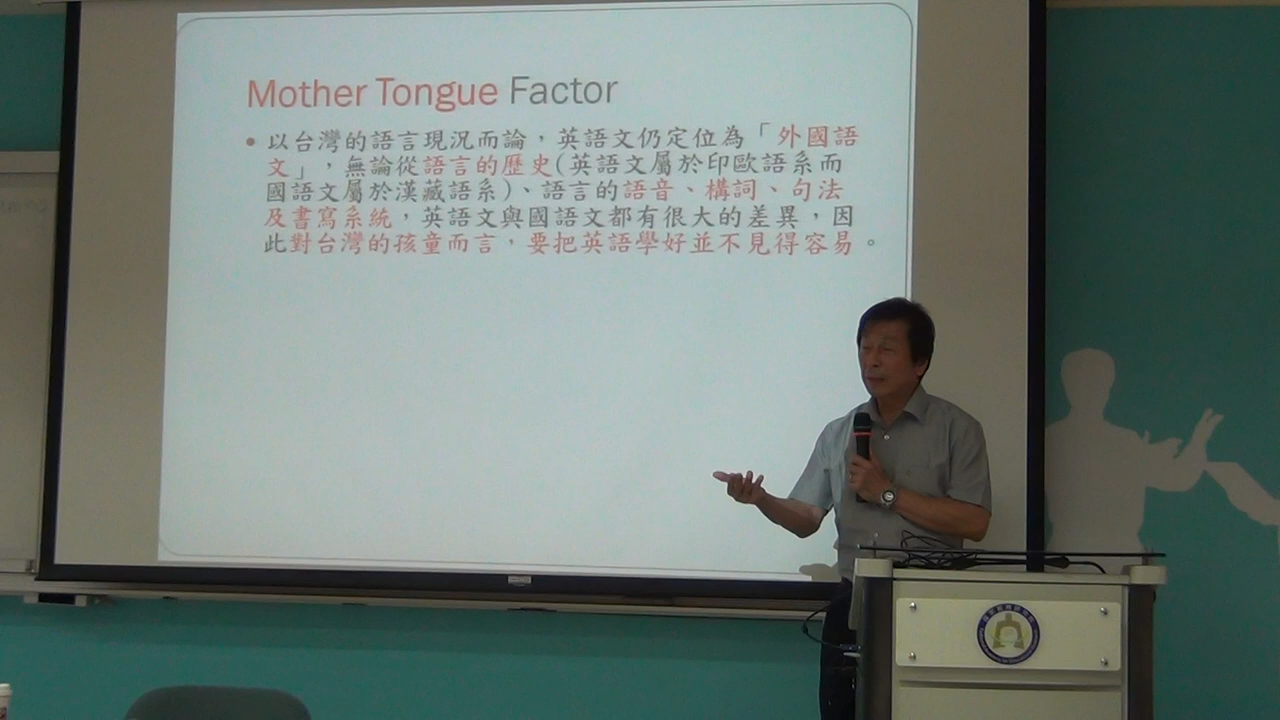 Mother Tongue Factor
• 以台灣的語言現況而論，英語文仍定位為「外國語
文」，無論從語言的歷史(英語文屬於印歐語系而
國語文屬於漢藏語系)、語言的語音、構詞、句法
及書寫系統，英語文與國語文都有很大的差異，因
此對台灣的孩童而言，要把英語學好並不見得容易。